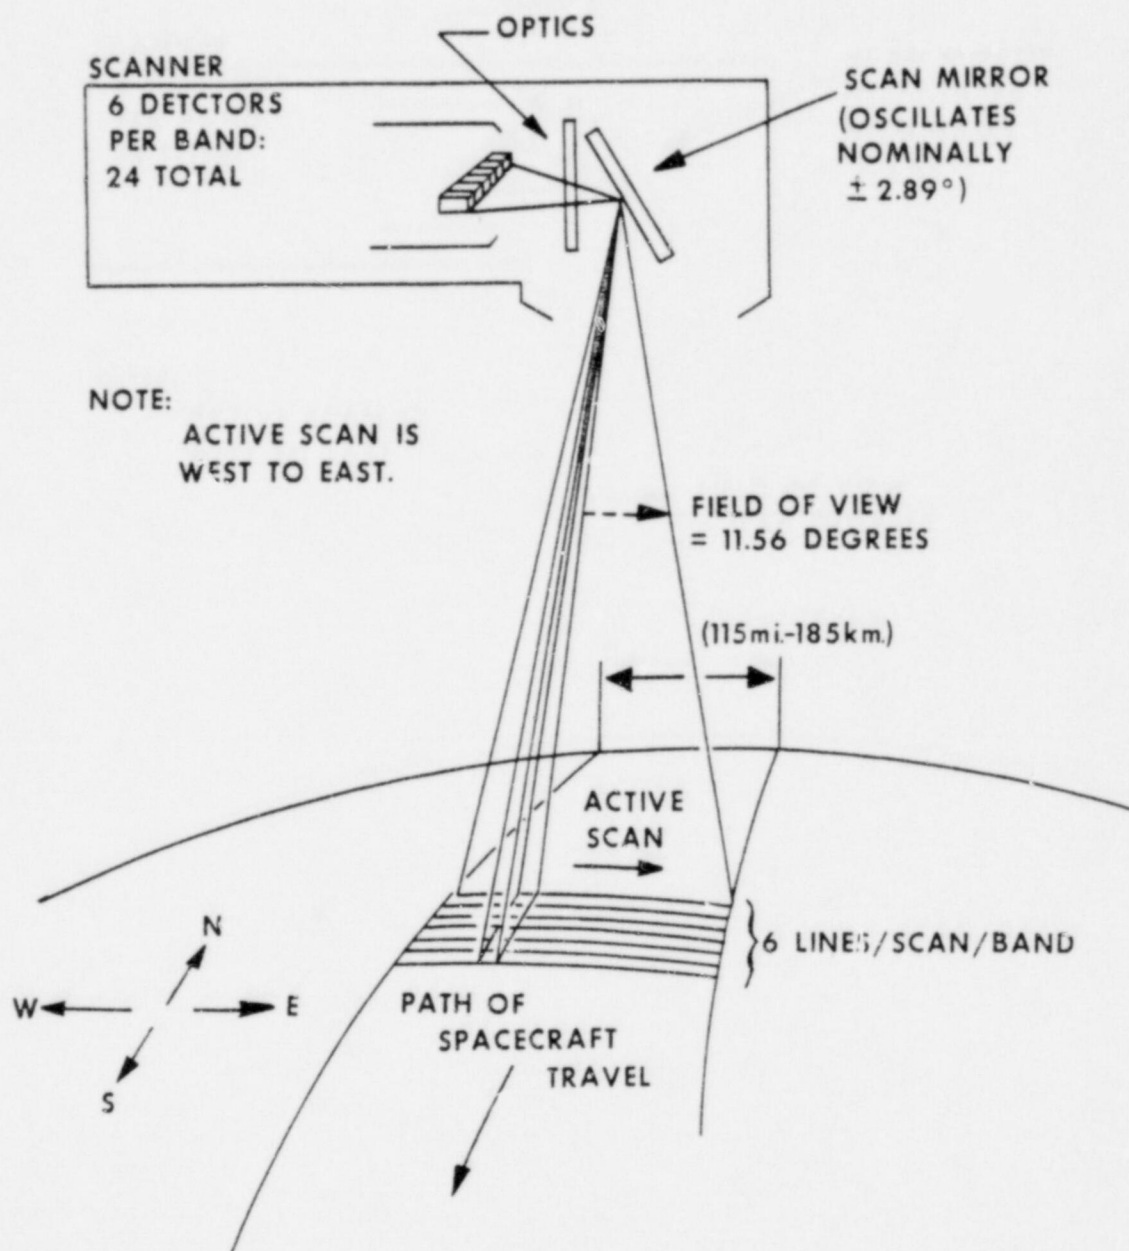 OPTICS
SCANNER
6 DETCTORS
PER BAND:
24 TOTAL
SCAN MIRROR
(OSCILLATES
NOMINALLY
± 2.89°)
NOTE:
ACTIVE SCAN IS
WEST TO EAST.
FIELD OF VIEW
= 11.56 DEGREES
(115mi.-185km.)
ACTIVE
SCAN
N
W
E
S
6 LINES/SCAN/BAND
PATH OF
SPACECRAFT
TRAVEL